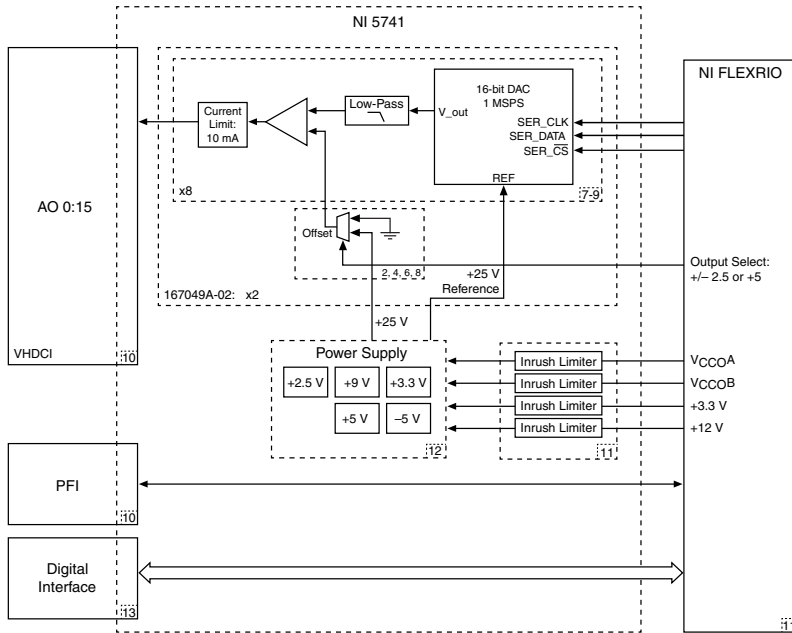 NI 5741
NI FLEXRIO
16-bit DAC
1 MSPS
Low-Pass
V_out
SER_CLK
SER_DATA
SER_CS
Current
Limit:
10 mA
REF
x8
7-9
AO 0:15
Offset
2, 4, 6, 8
+25 V
Reference
Output Select:
+/– 2.5 or +5
167049A-02: x2
+25 V
VHDCI
10
Power Supply
+2.5 V
+9 V
+3.3 V
+5 V
–5 V
12
Inrush Limiter
VCCOA
Inrush Limiter
VCCOB
Inrush Limiter
+3.3 V
Inrush Limiter
+12 V
11
PFI
10
Digital
Interface
13